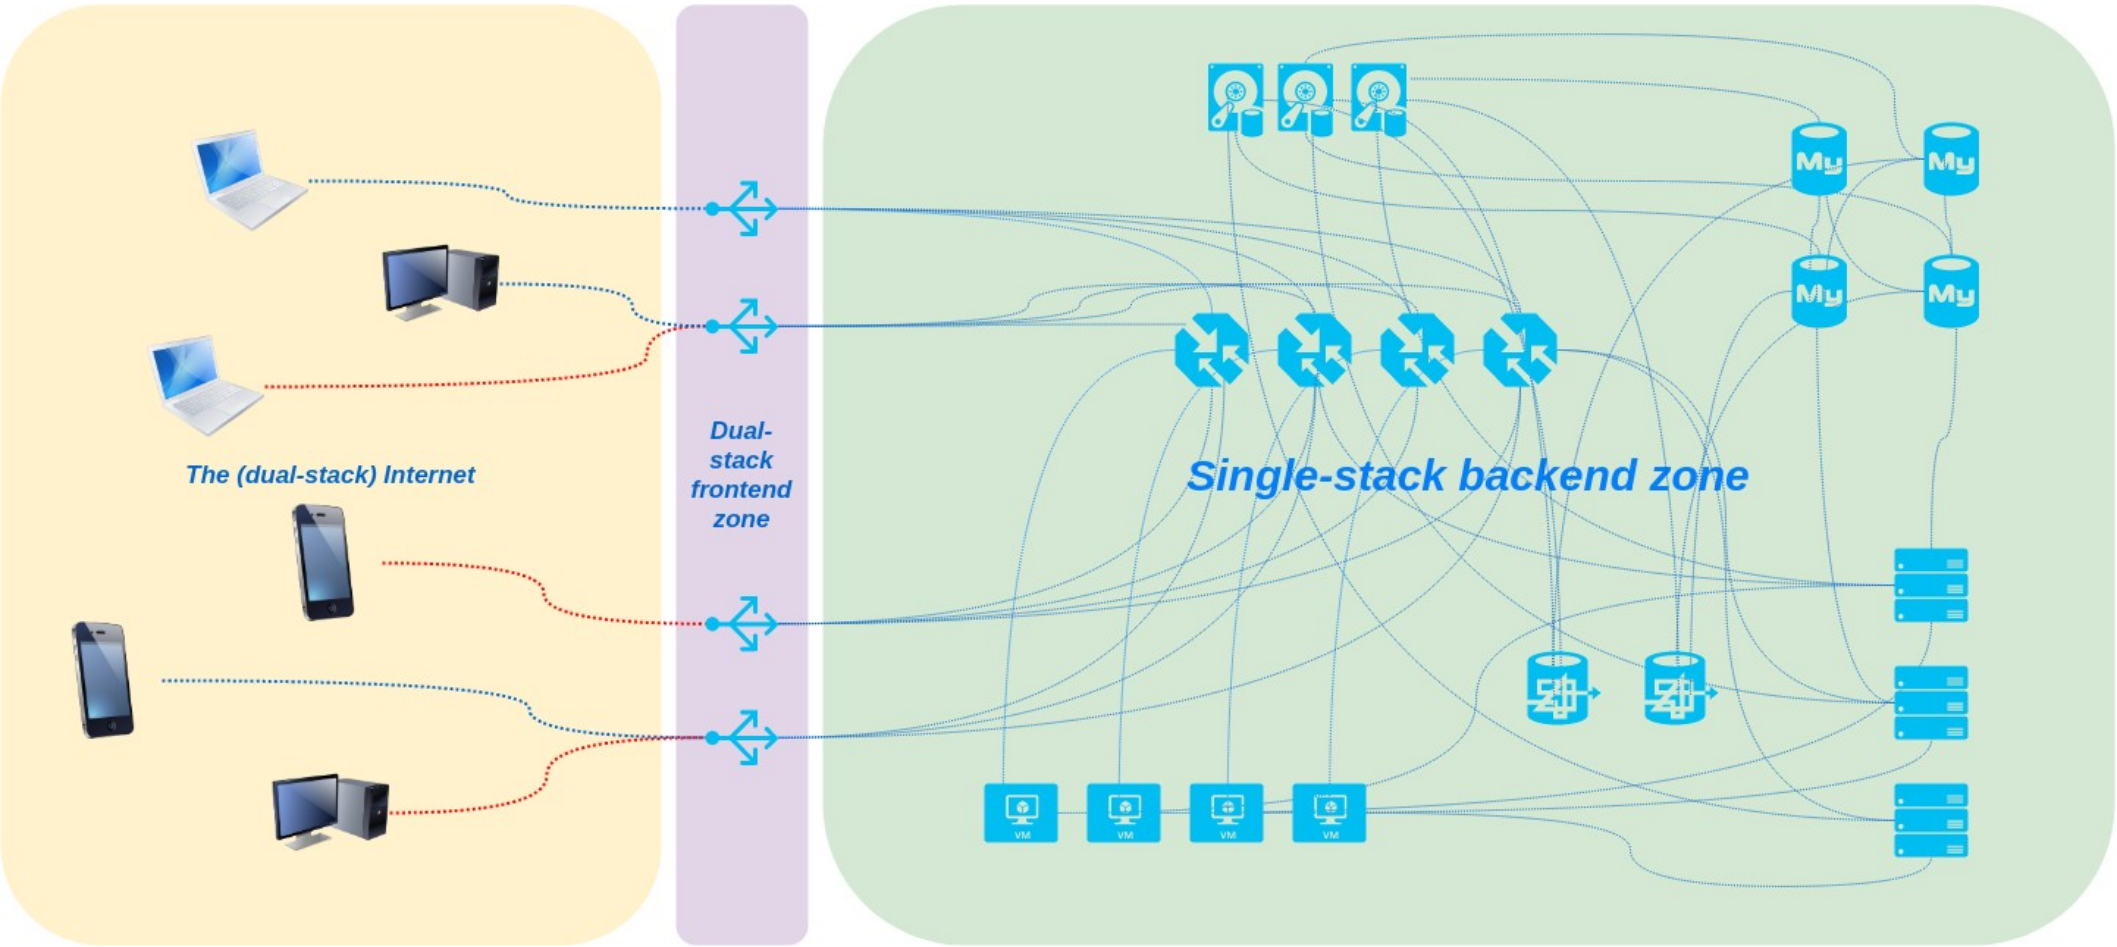 My
My
My
My
Dual-
stack
frontend
zone
The (dual-stack) Internet
Single-stack backend zone
VM
VM
VM
VM